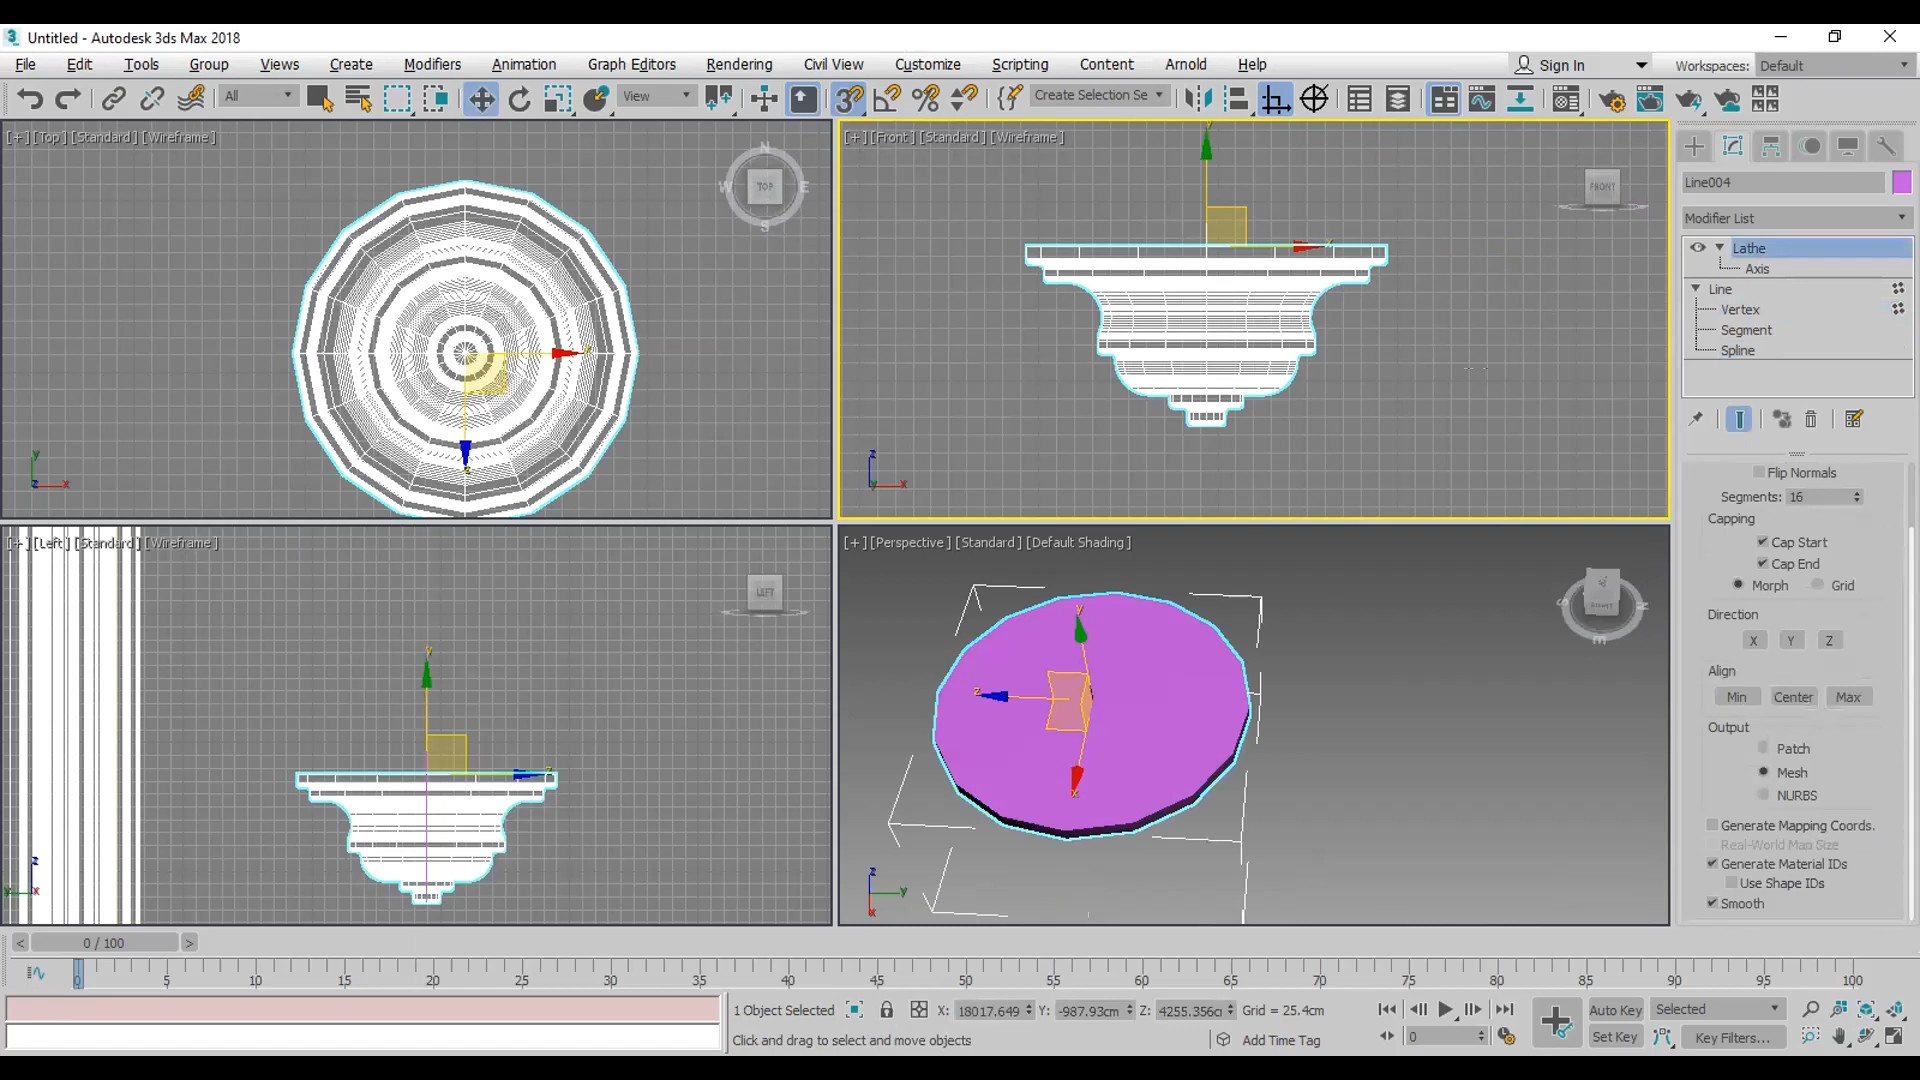 3 Untitled - Autodesk 3ds Max 2018
File Edit Tools Group Views Create Modifiers Animation Graph Editors Rendering Civil View Customize Scripting Content Arnold Help Sign In Workspaces: Default
All View 3 Create Selection Se
[+] [Top] [Standard] [Wireframe]
N
W TOP E
S
x
z
y
z x
[+] [Front] [Standard] [Wireframe]
FRONT
y
x
z
y x
Line004
Modifier List
Lathe
Axis
Line
Vertex
Segment
Spline
Flip Normals
Segments: 16
Capping
Cap Start
Cap End
Morph Grid
Direction
X Y Z
Align
Min Center Max
Output
Patch
Mesh
NURBS
Generate Mapping Coords.
Real-World Map Size
Generate Material IDs
Use Shape IDs
Smooth
[+] [Left] [Standard] [Wireframe]
LEFT
y
z
z
y x
[+] [Perspective] [Standard] [Default Shading]
y
z
x
z
y
x
< 0 / 100 >
0 5 10 15 20 25 30 35 40 45 50 55 60 65 70 75 80 85 90 95 100
1 Object Selected X: 18017.649 Y: -987.93cm Z: 4255.356c Grid = 25.4cm Auto Key Selected
Click and drag to select and move objects Add Time Tag 0 Set Key Key Filters...